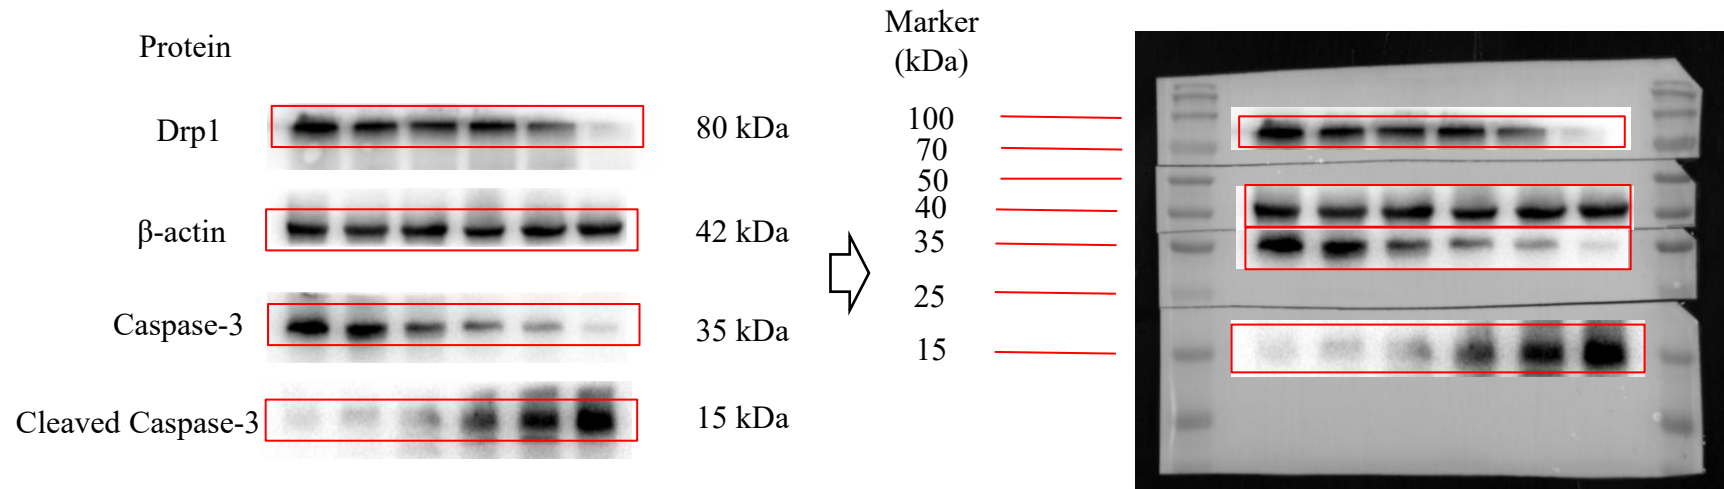 Protein
Drp1
80 kDa
β-actin
42 kDa
Caspase-3
35 kDa
Cleaved Caspase-3
15 kDa
Marker
(kDa)
100
70
50
40
35
25
15